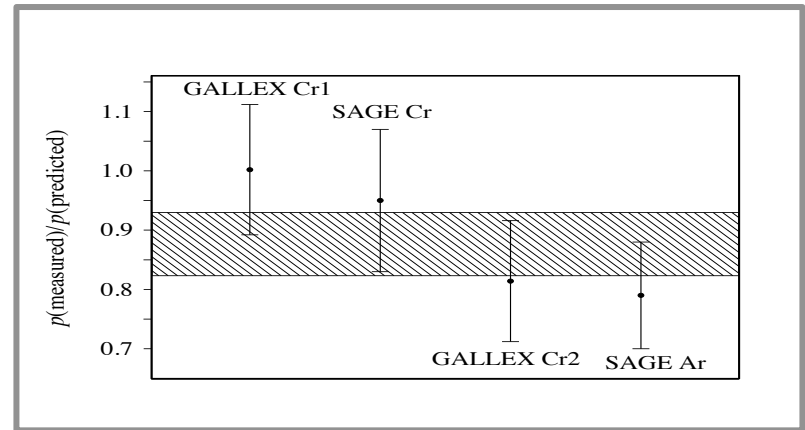 GALLEX Cr1
SAGE Cr
1.1
1.0
0.9
0.8
0.7
p(measured)/p(predicted)
GALLEX Cr2
SAGE Ar